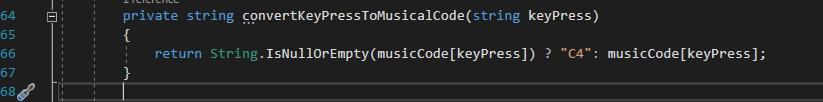 1 reference
64 private string convertKeyPressToMusicalCode(string keyPress)
65 {
66 return String.IsNullOrEmpty(musicCode[keyPress]) ? "C4": musicCode[keyPress];
67 }
68